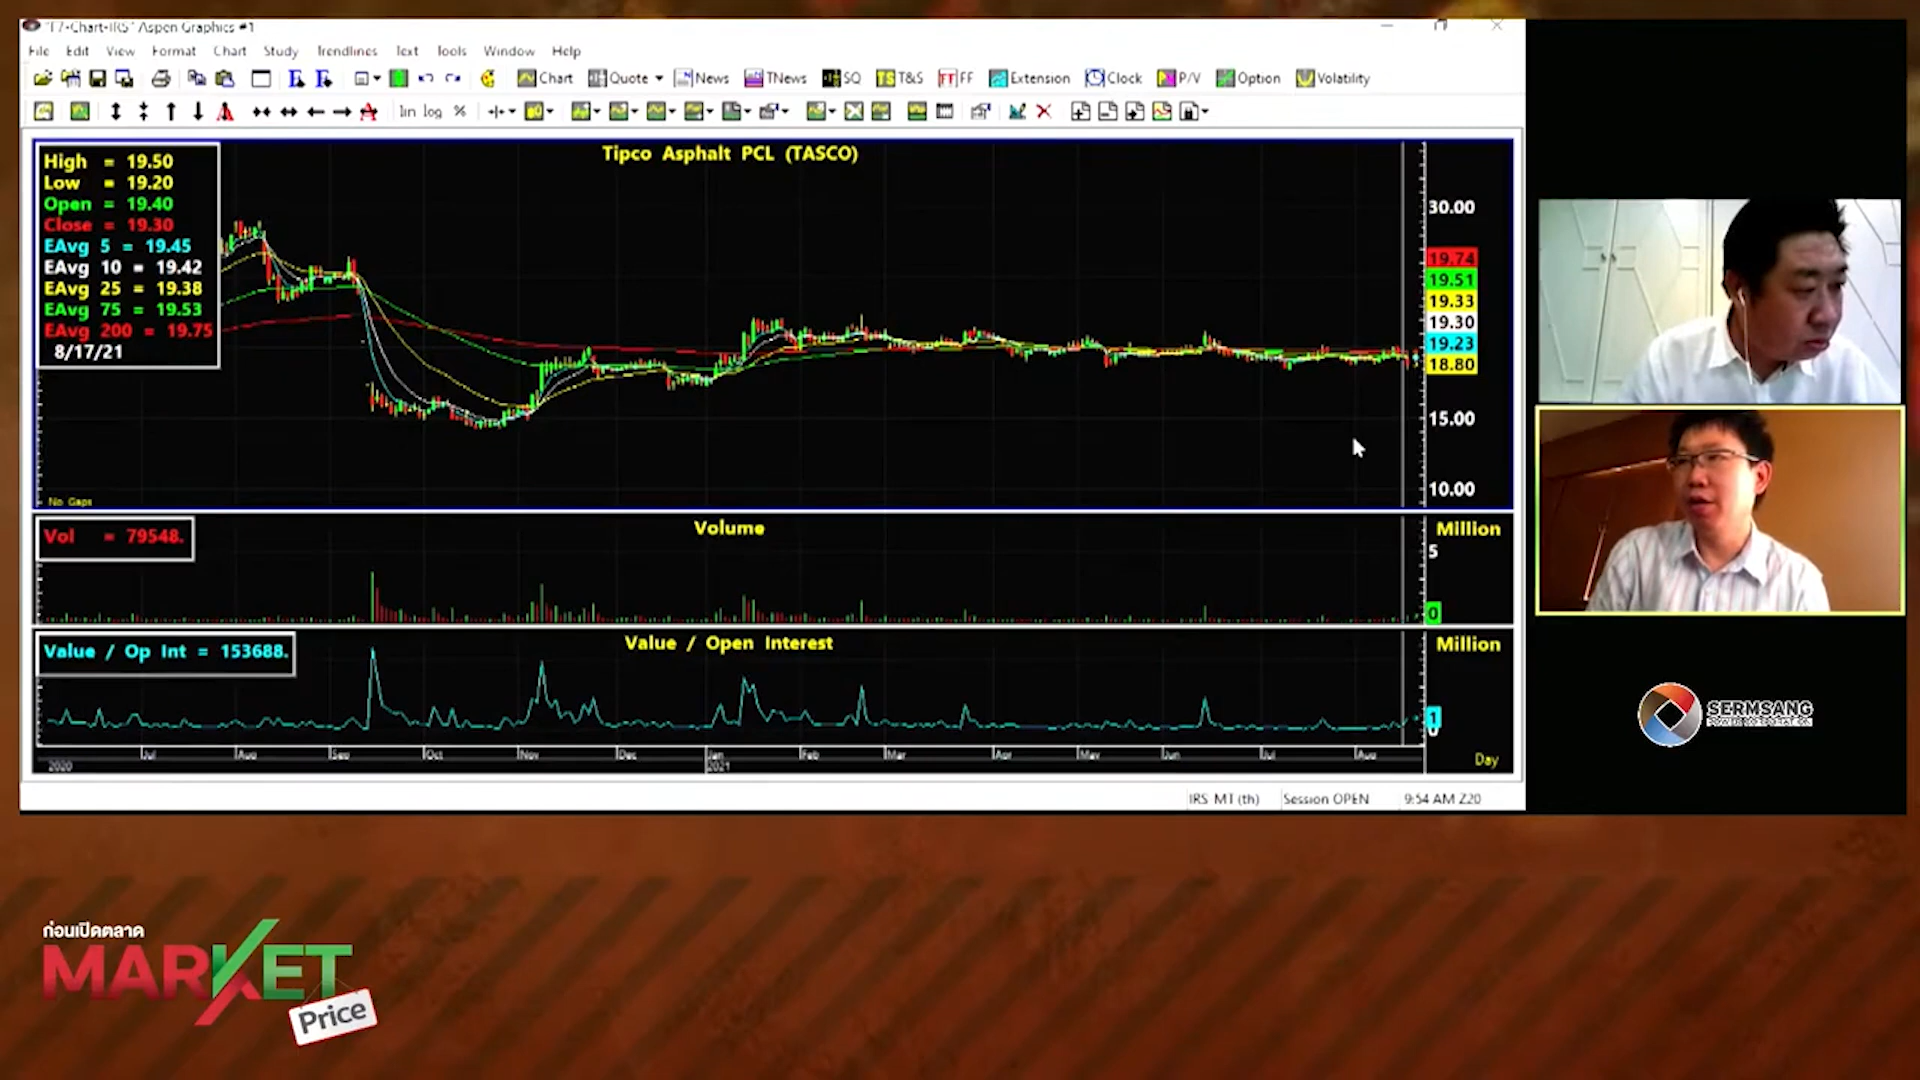 "F7-Chart-IRS" Aspen Graphics #1
File Edit View Format Chart Study Trendlines Text Tools Window Help
Chart Quote News TNews SQ TS T&S FF FF Extension Clock P/V Option Volatility
lin log %
Tipco Asphalt PCL (TASCO)
High = 19.50
Low = 19.20
Open = 19.40
Close = 19.30
EAvg 5 = 19.45
EAvg 10 = 19.42
EAvg 25 = 19.38
EAvg 75 = 19.53
EAvg 200 = 19.75
8/17/21
30.00
19.74
19.51
19.33
19.30
19.23
18.80
15.00
10.00
No Gaps
Vol = 79548.
Volume
Million
5
0
Value / Op Int = 153688.
Value / Open Interest
Million
1
0
Jul Aug Sep Oct Nov Dec Jan Feb Mar Apr May Jun Jul Aug
2020 2021
Day
IRS MT (th) Session OPEN 9:54 AM Z20
SERMSANG
ก่อนเปิดตลาด
MARKET
Price